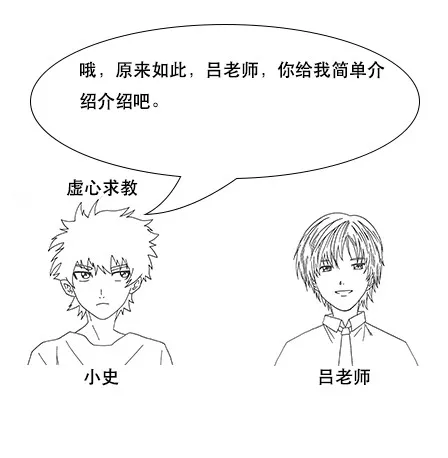 哦，原来如此，吕老师，你给我简单介
绍介绍吧。
虚心求教
小史
吕老师